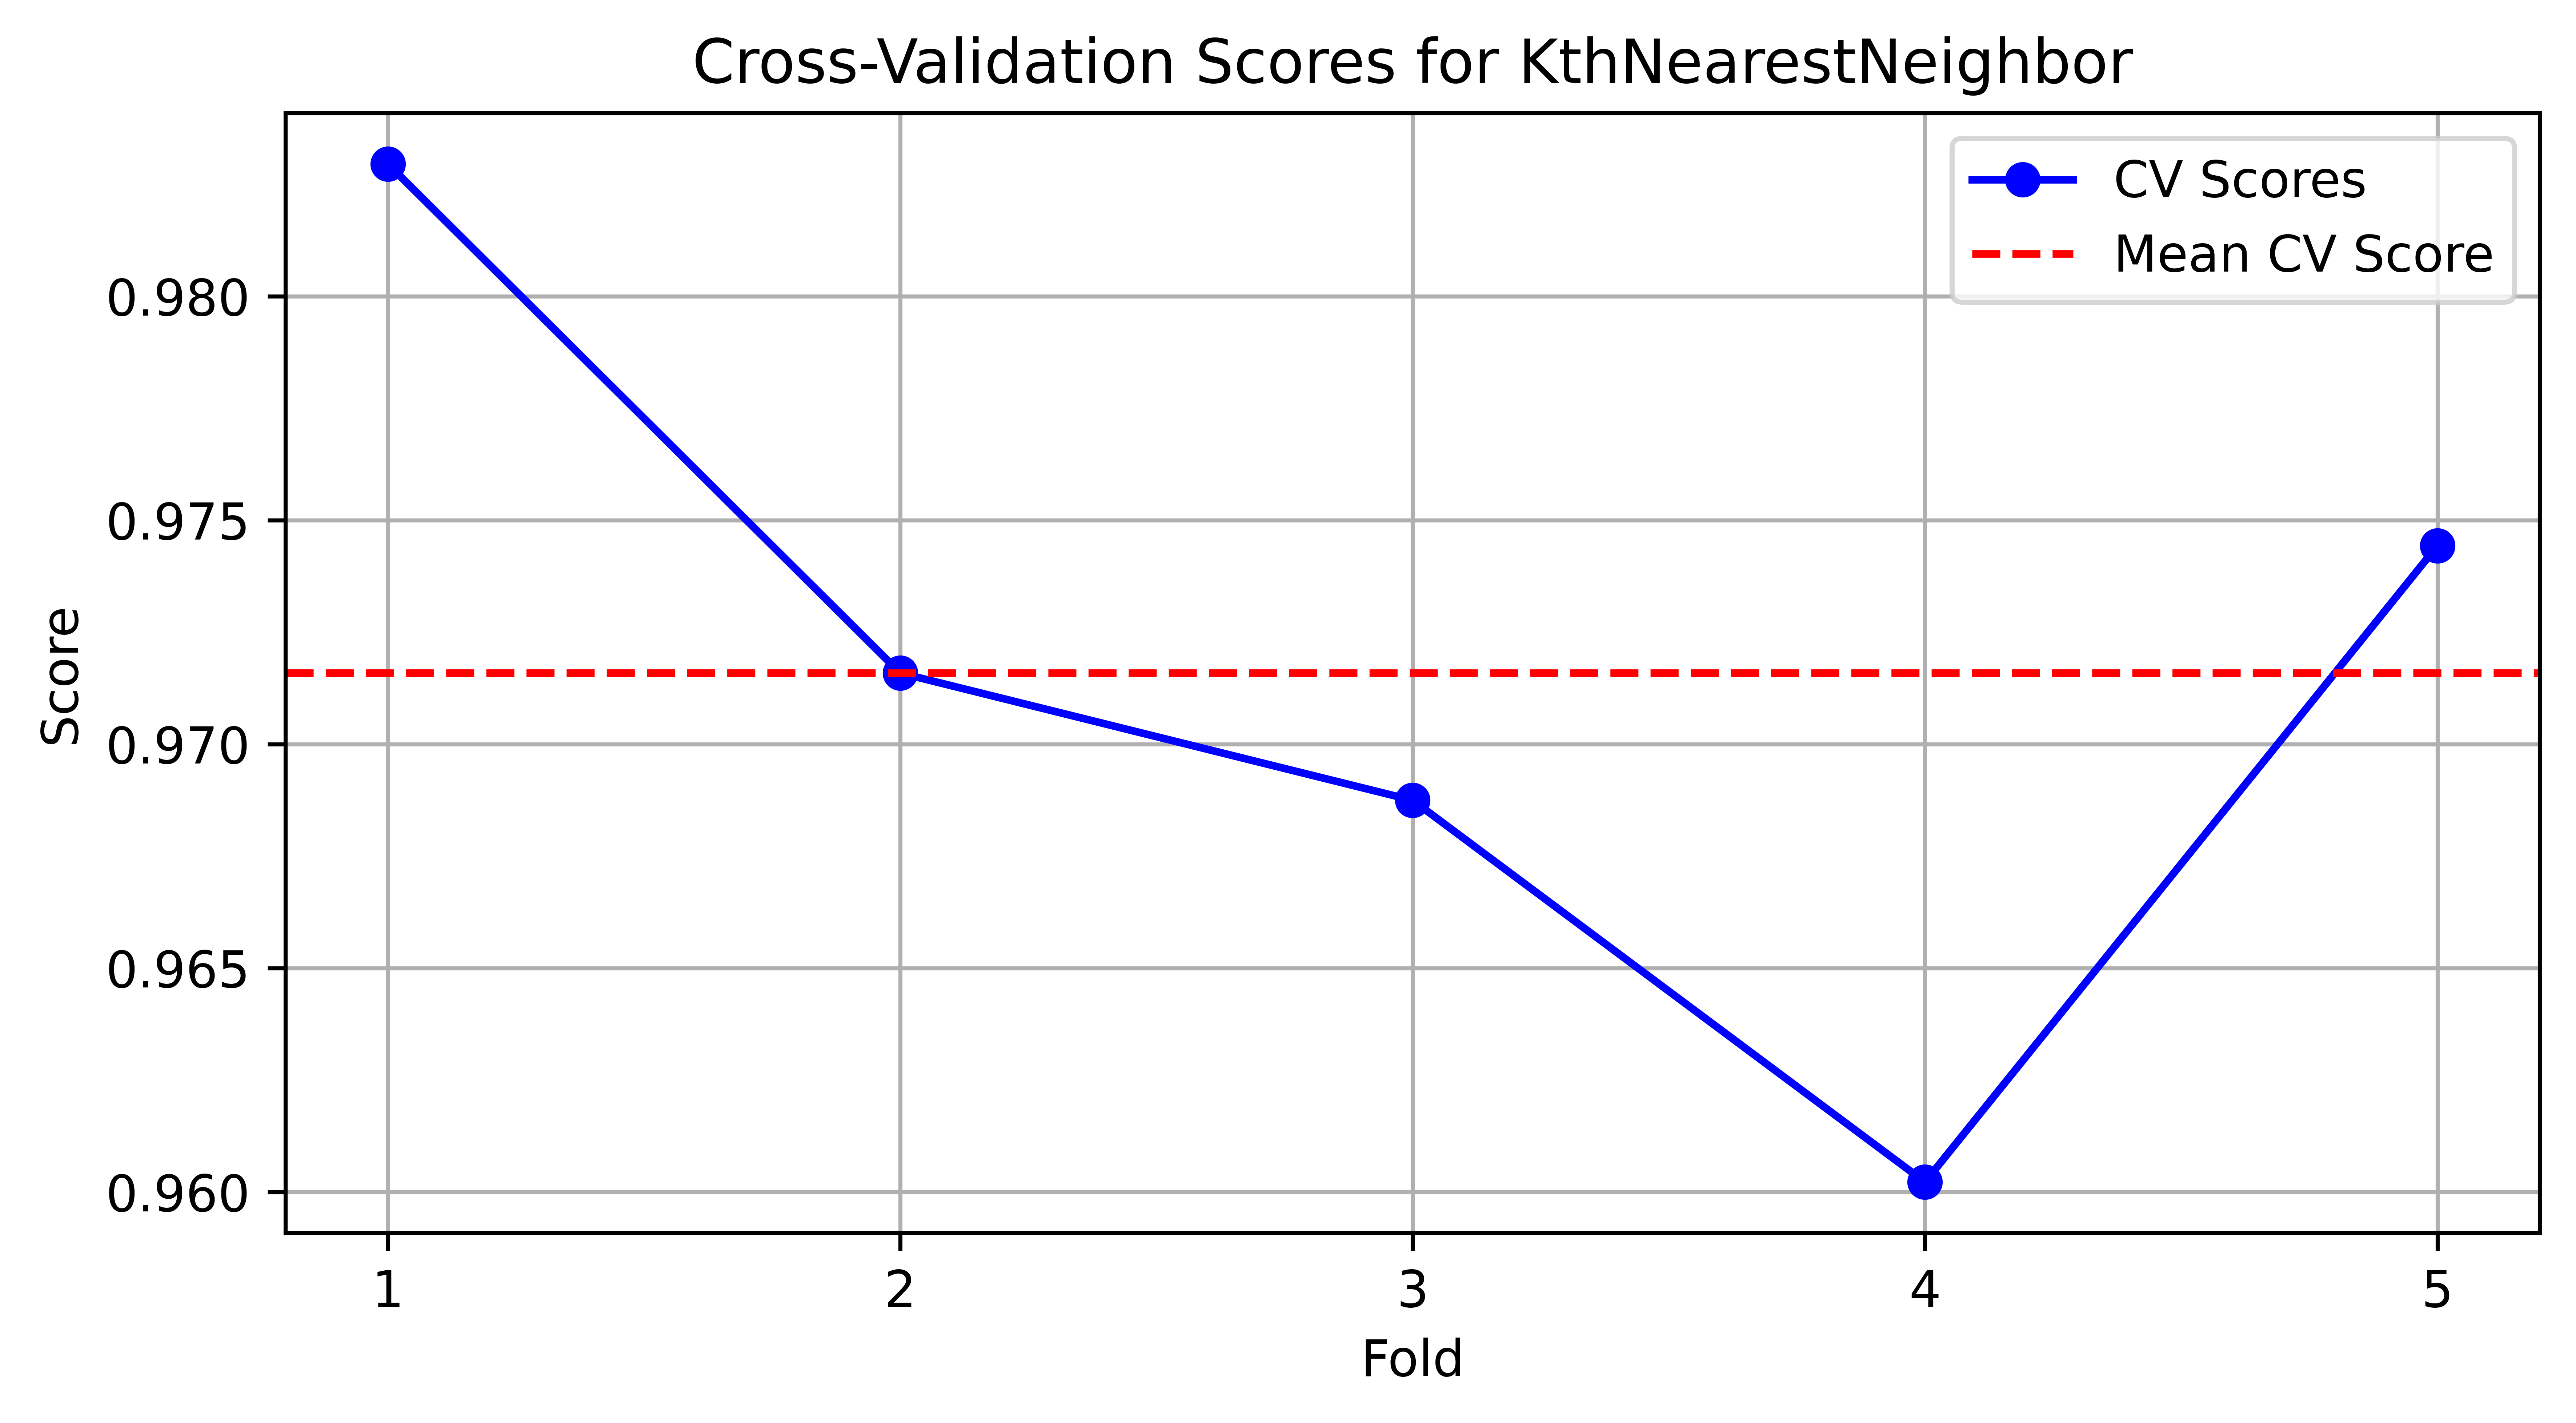 Cross-Validation Scores for KthNearestNeighbor
CV Scores
Mean CV Score
Score
0.980
0.975
0.970
0.965
0.960
1 2 3 4 5
Fold